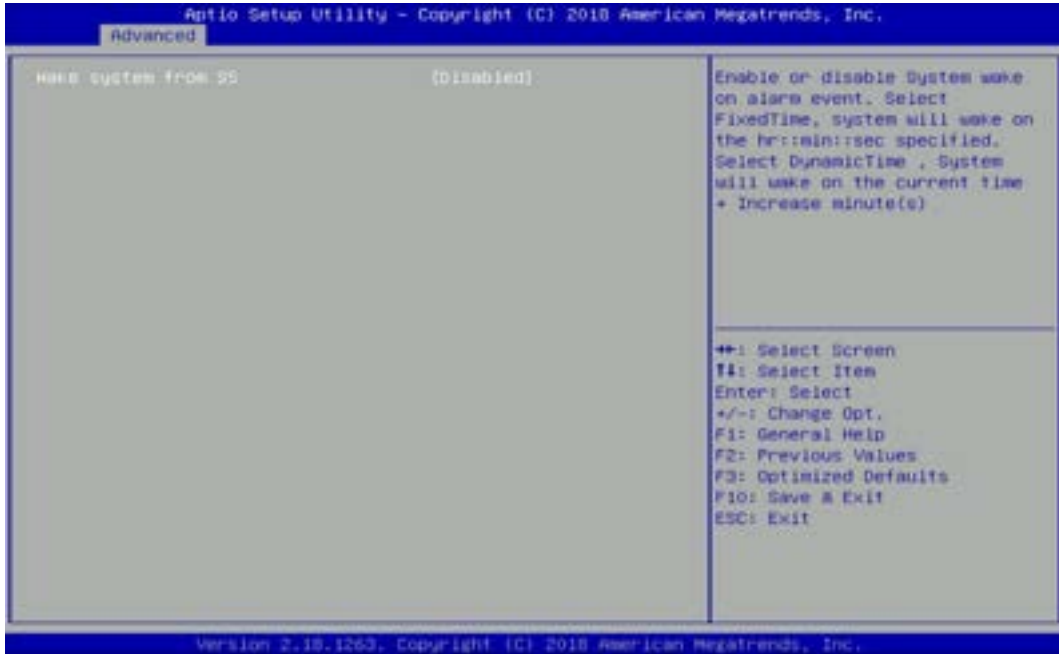 Aptio Setup Utility - Copyright (C) 2018 American Megatrends, Inc.
Advanced
Wake system from S5 [Disabled]
Enable or disable System wake
on alarm event. Select
FixedTime, system will wake on
the hr::min::sec specified.
Select DynamicTime , System
will wake on the current time
+ Increase minute(s)
→←: Select Screen
↑↓: Select Item
Enter: Select
+/-: Change Opt.
F1: General Help
F2: Previous Values
F3: Optimized Defaults
F10: Save & Exit
ESC: Exit
Version 2.18.1263. Copyright (C) 2018 American Megatrends, Inc.